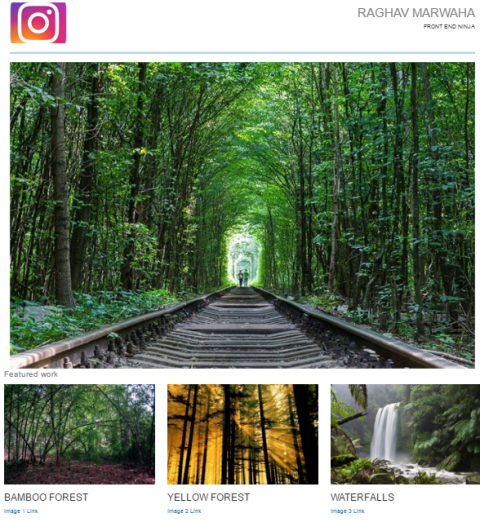 RAGHAV MARWAHA
FRONT END NINJA
Featured work
BAMBOO FOREST
YELLOW FOREST
WATERFALLS
Image 1 Link
Image 2 Link
Image 3 Link